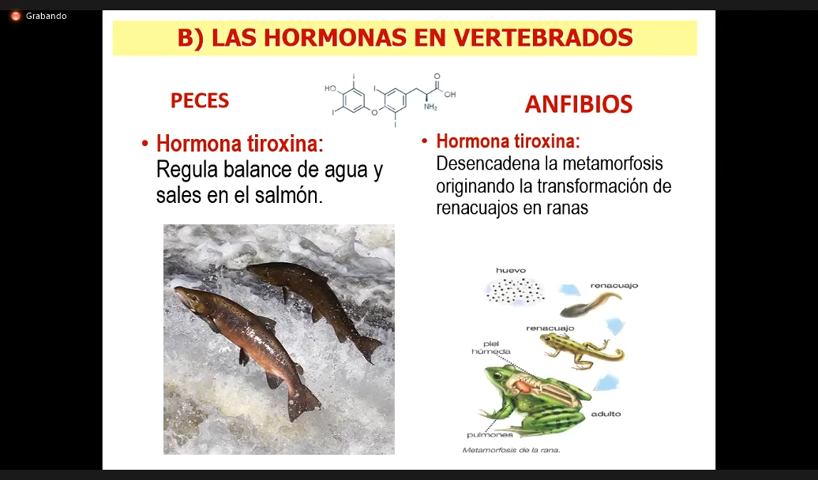 Grabando
B) LAS HORMONAS EN VERTEBRADOS
PECES
• Hormona tiroxina:
Regula balance de agua y
sales en el salmón.
HO
I
I
O
I
I
O
OH
NH₂
ANFIBIOS
• Hormona tiroxina:
Desencadena la metamorfosis
originando la transformación de
renacuajos en ranas
huevo
renacuajo
renacuajo
piel
húmeda
adulto
pulmones
Metamorfosis de la rana.